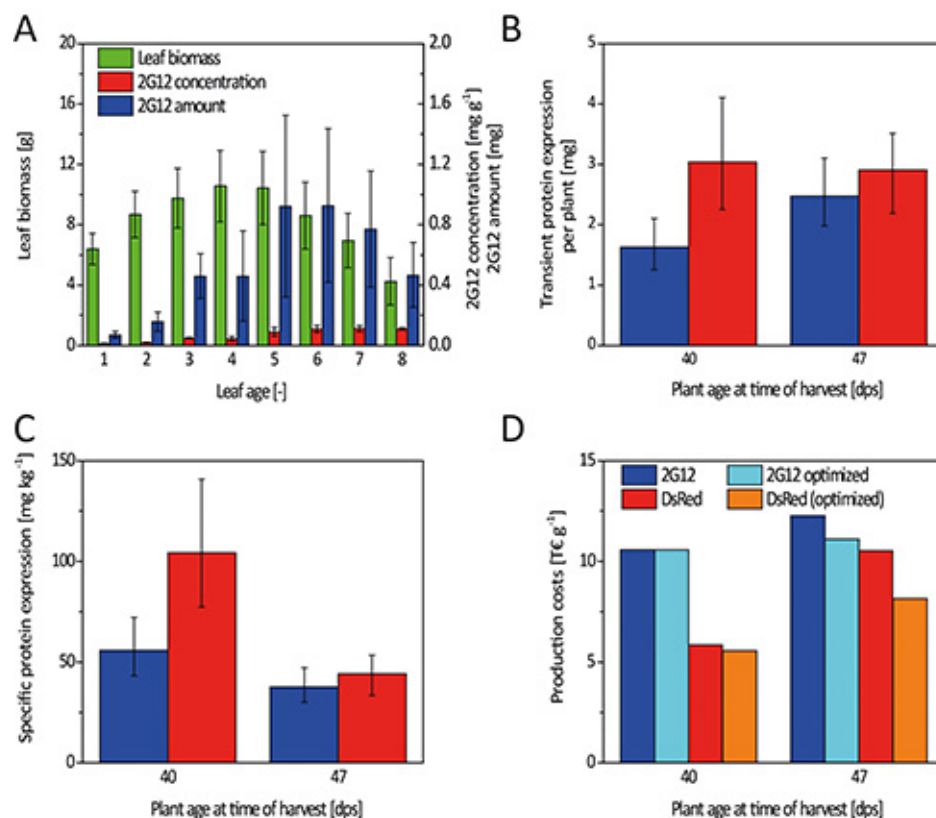 A
B
20
16
12
8
4
0
Leaf biomass [g]
Leaf biomass
2G12 concentration
2G12 amount
2.0
1.6
1.2
0.8
0.4
0.0
2G12 concentration [mg g⁻¹]
2G12 amount [mg]
1 2 3 4 5 6 7 8
Leaf age [-]
5
4
3
2
1
0
Transient protein expression
per plant [mg]
40 47
Plant age at time of harvest [dps]
C
D
150
100
50
0
Specific protein expression [mg kg⁻¹]
40 47
Plant age at time of harvest [dps]
15
10
5
0
Production costs [T€ g⁻¹]
2G12 2G12 optimized
DsRed DsRed (optimized)
40 47
Plant age at time of harvest [dps]